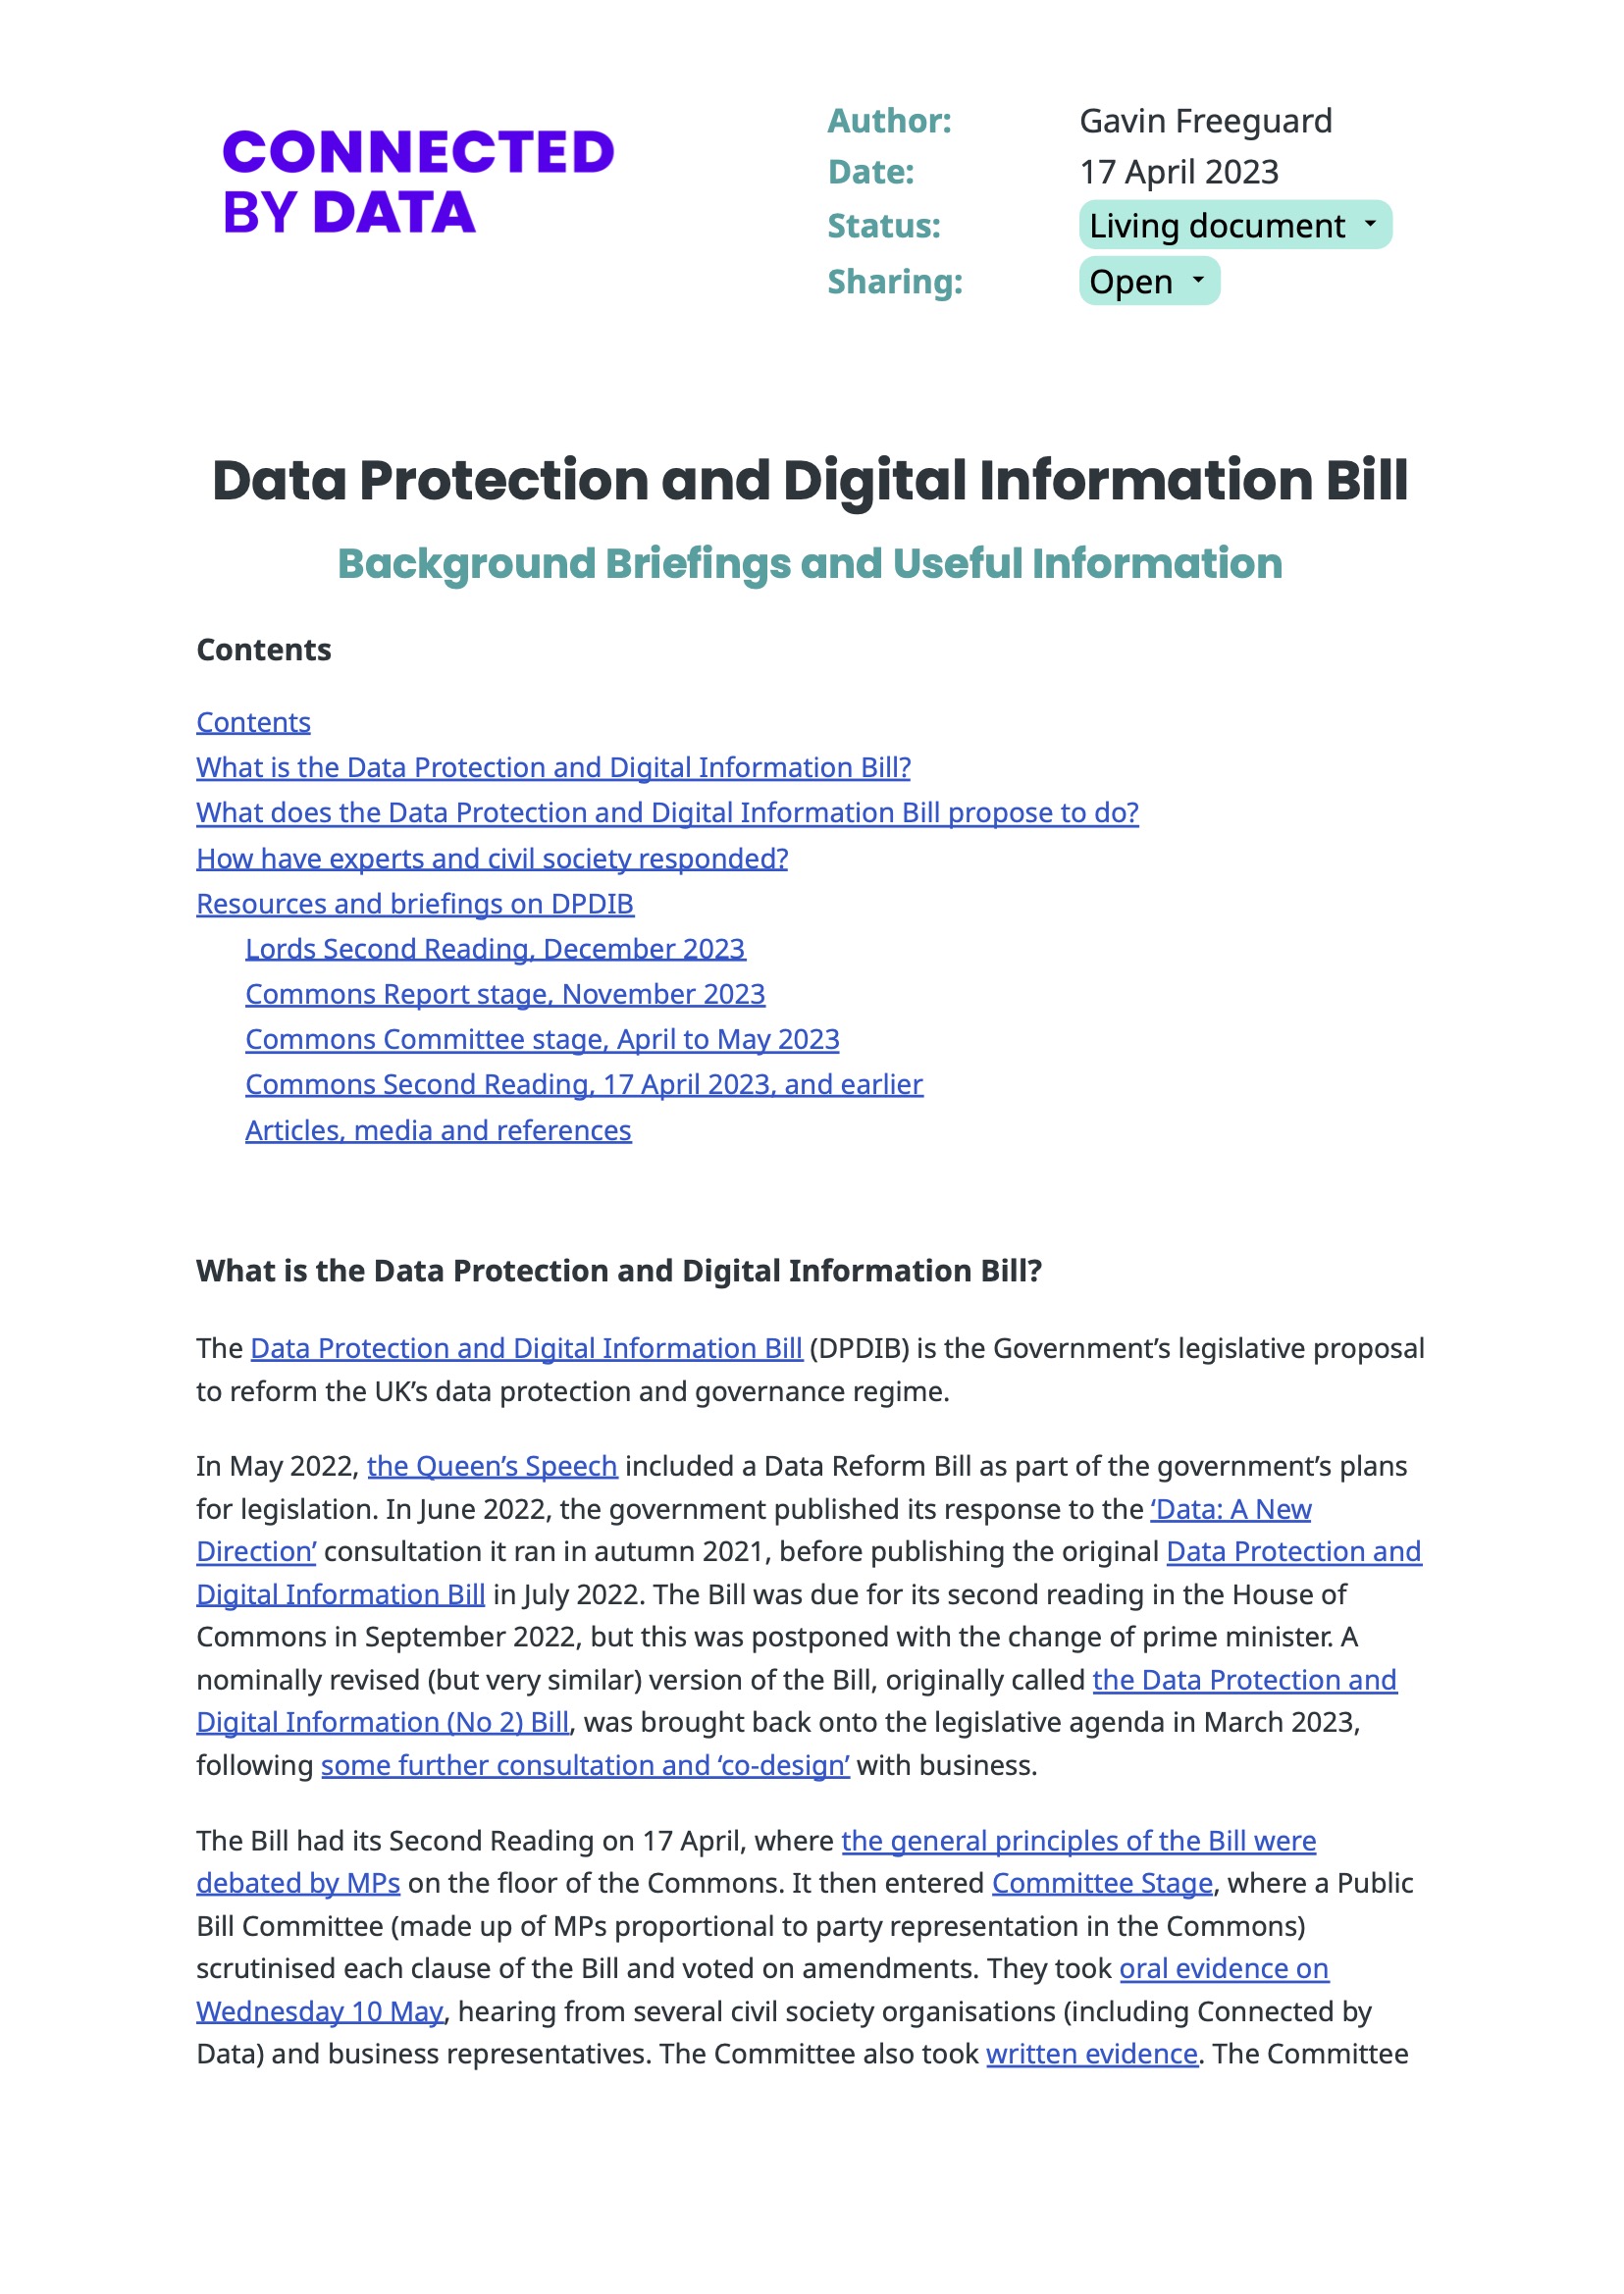 CONNECTED
BY DATA
Author: Gavin Freeguard
Date: 17 April 2023
Status: Living document
Sharing: Open
Data Protection and Digital Information Bill
Background Briefings and Useful Information
Contents
Contents
What is the Data Protection and Digital Information Bill?
What does the Data Protection and Digital Information Bill propose to do?
How have experts and civil society responded?
Resources and briefings on DPDIB
Lords Second Reading, December 2023
Commons Report stage, November 2023
Commons Committee stage, April to May 2023
Commons Second Reading, 17 April 2023, and earlier
Articles, media and references
What is the Data Protection and Digital Information Bill?
The Data Protection and Digital Information Bill (DPDIB) is the Government’s legislative proposal
to reform the UK’s data protection and governance regime.
In May 2022, the Queen’s Speech included a Data Reform Bill as part of the government’s plans
for legislation. In June 2022, the government published its response to the ‘Data: A New
Direction’ consultation it ran in autumn 2021, before publishing the original Data Protection and
Digital Information Bill in July 2022. The Bill was due for its second reading in the House of
Commons in September 2022, but this was postponed with the change of prime minister. A
nominally revised (but very similar) version of the Bill, originally called the Data Protection and
Digital Information (No 2) Bill, was brought back onto the legislative agenda in March 2023,
following some further consultation and ‘co-design’ with business.
The Bill had its Second Reading on 17 April, where the general principles of the Bill were
debated by MPs on the floor of the Commons. It then entered Committee Stage, where a Public
Bill Committee (made up of MPs proportional to party representation in the Commons)
scrutinised each clause of the Bill and voted on amendments. They took oral evidence on
Wednesday 10 May, hearing from several civil society organisations (including Connected by
Data) and business representatives. The Committee also took written evidence. The Committee